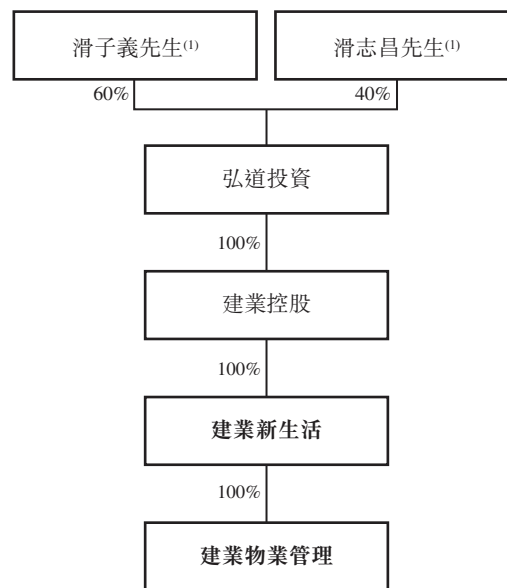 滑子義先生(1)
滑志昌先生(1)
60%
40%
弘道投資
100%
建業控股
100%
建業新生活
100%
建業物業管理